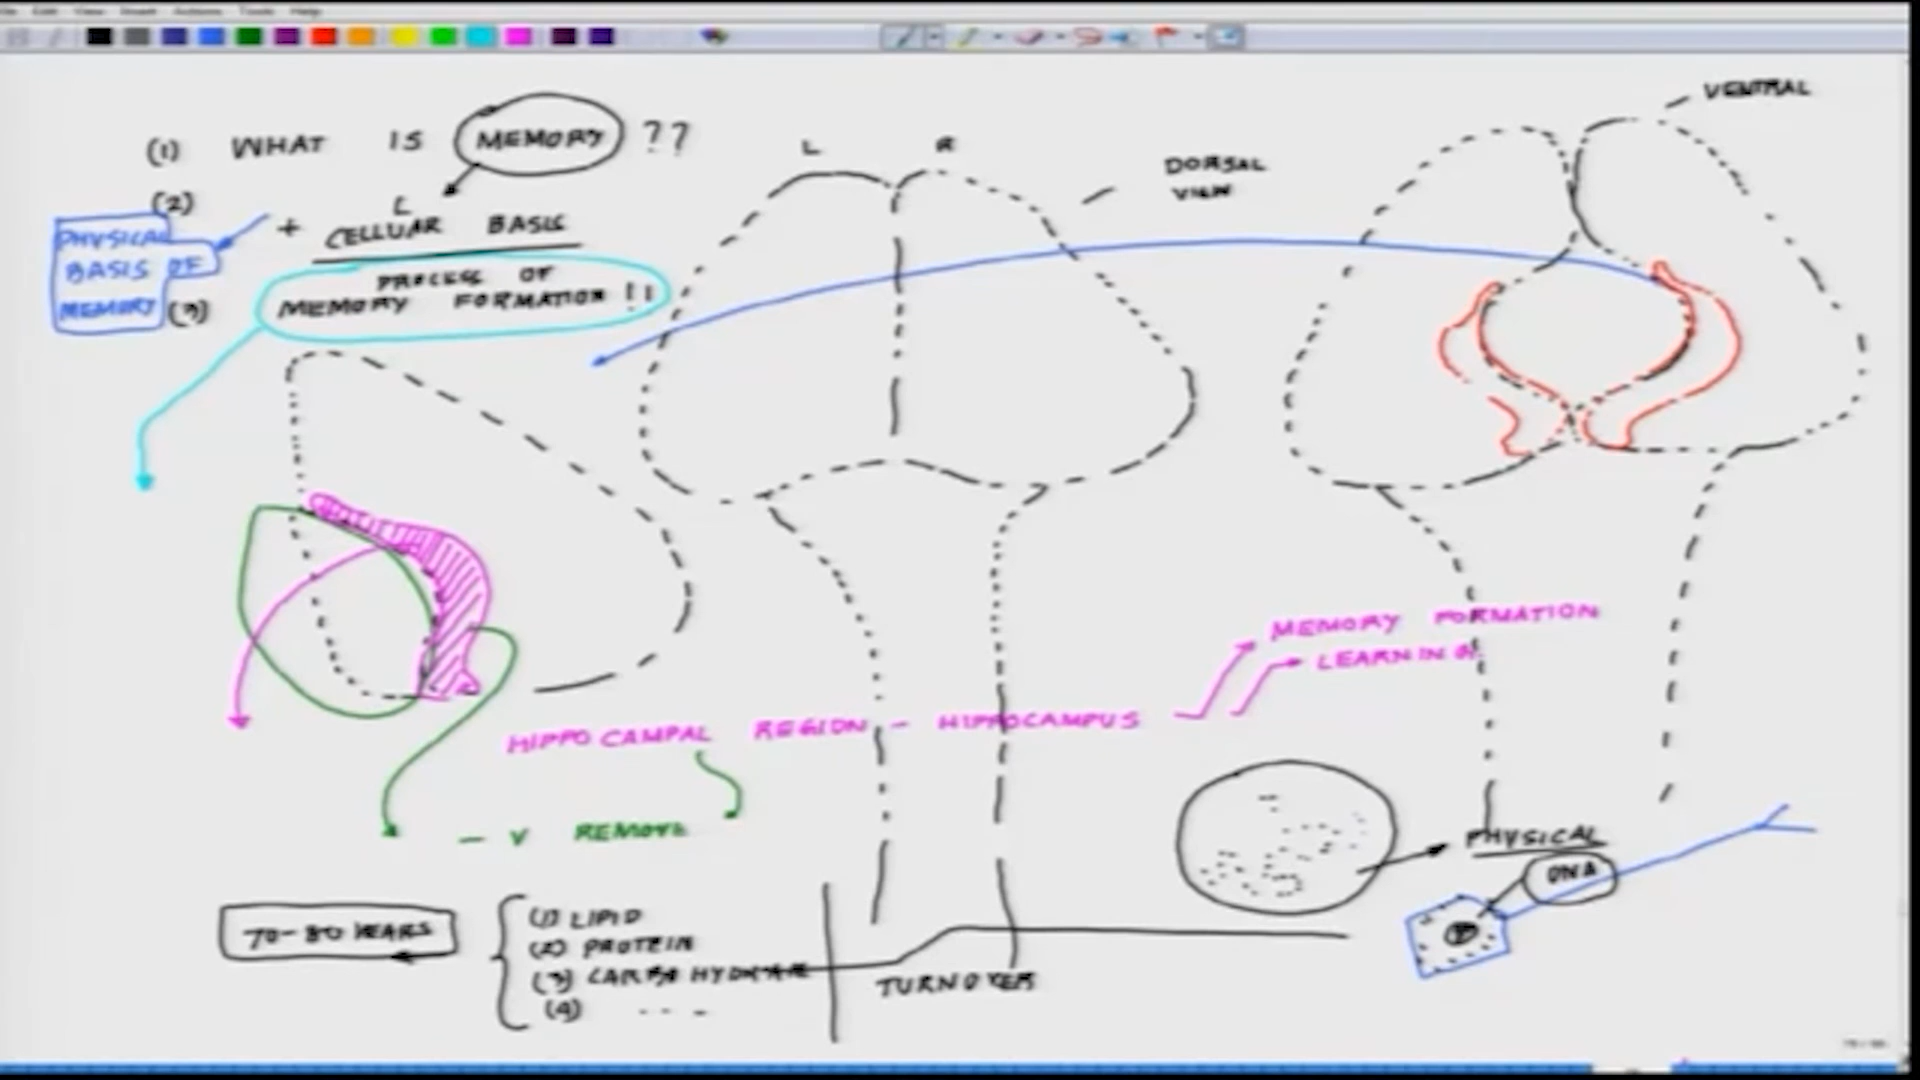 (1) WHAT IS MEMORY ??
(2)
+ CELLUAR BASIS
L
PHYSICAL
BASIS OF
MEMORY
(3)
PROCESS OF
MEMORY FORMATION !!
L R
DORSAL
VIEW
VENTRAL
MEMORY FORMATION
LEARNING
HIPPOCAMPAL REGION - HIPPOCAMPUS
- V REMOVE
PHYSICAL
DNA
70-80 YEARS
(1) LIPID
(2) PROTEIN
(3) CARBOHYDRATE
(4) ----
TURNOVER